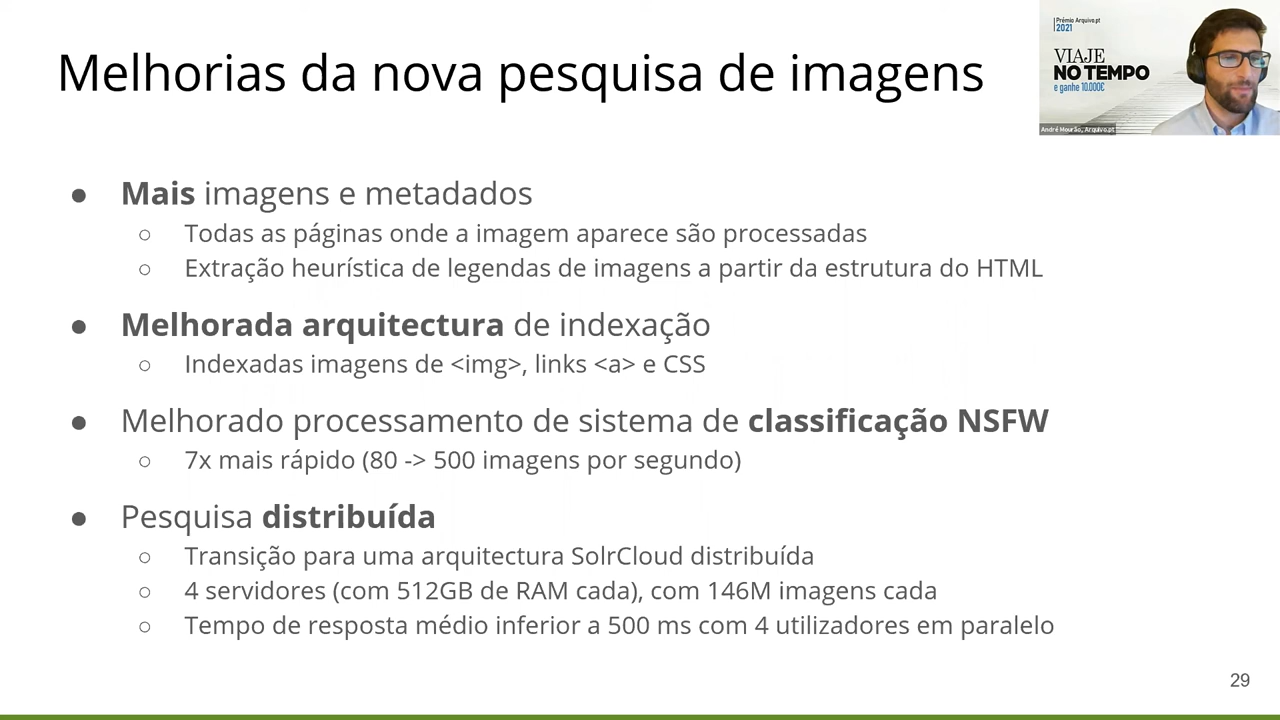 Melhorias da nova pesquisa de imagens
Prémio Arquivo.pt
2021
VIAJE
NO TEMPO
e ganhe 10.000€
André Mourão, Arquivo.pt
● Mais imagens e metadados
○ Todas as páginas onde a imagem aparece são processadas
○ Extração heurística de legendas de imagens a partir da estrutura do HTML
● Melhorada arquitectura de indexação
○ Indexadas imagens de <img>, links <a> e CSS
● Melhorado processamento de sistema de classificação NSFW
○ 7x mais rápido (80 -> 500 imagens por segundo)
● Pesquisa distribuída
○ Transição para uma arquitectura SolrCloud distribuída
○ 4 servidores (com 512GB de RAM cada), com 146M imagens cada
○ Tempo de resposta médio inferior a 500 ms com 4 utilizadores em paralelo
29